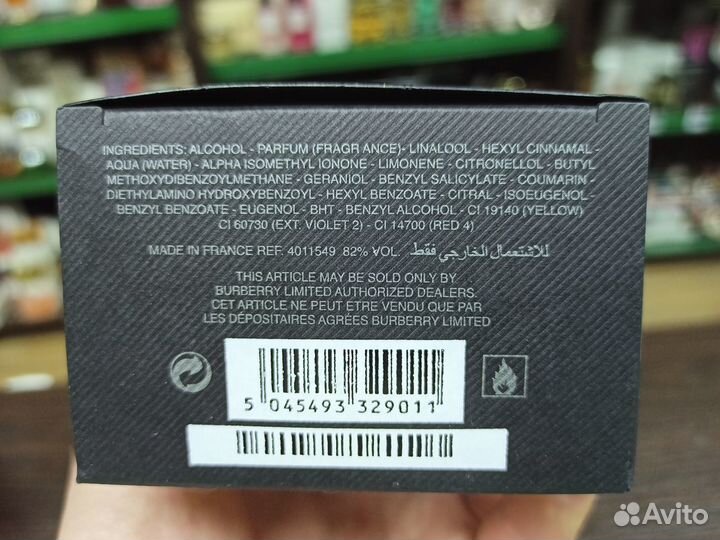 INGREDIENTS: ALCOHOL - PARFUM (FRAGRANCE)- LINALOOL - HEXYL CINNAMAL-
AQUA (WATER) - ALPHA ISOMETHYL IONONE - LIMONENE - CITRONELLOL - BUTYL
METHOXYDIBENZOYLMETHANE - GERANIOL - BENZYL SALICYLATE - COUMARIN -
DIETHYLAMINO HYDROXYBENZOYL - HEXYL BENZOATE - CITRAL - ISOEUGENOL-
BENZYL BENZOATE - EUGENOL - BHT - BENZYL ALCOHOL - CI 19140 (YELLOW)
CI 60730 (EXT. VIOLET 2) - CI 14700 (RED 4)
MADE IN FRANCE REF. 4011549 82% VOL. للاستعمال الخارجي فقط
THIS ARTICLE MAY BE SOLD ONLY BY
BURBERRY LIMITED AUTHORIZED DEALERS.
CET ARTICLE NE PEUT ETRE VENDU QUE PAR
LES DÉPOSITAIRES AGRÉES BURBERRY LIMITED
5 045493 329011
Avito